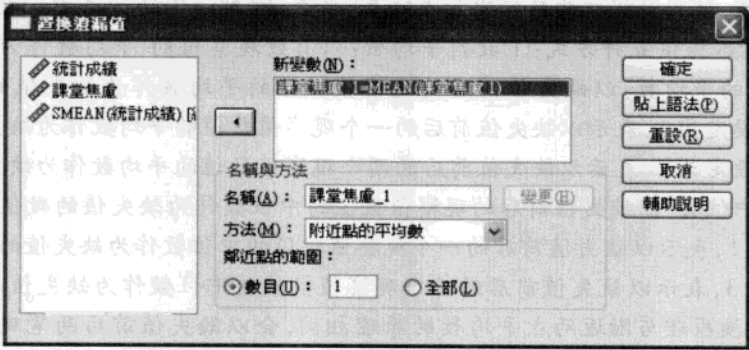 置換遺漏值
統計成績
課堂焦慮
SMEAN(統計成績)
新變數(N)：
課堂焦慮_1=MEAN(課堂焦慮 1)
名稱與方法
名稱(A)： 課堂焦慮_1
變更(H)
方法(M)： 附近點的平均數
鄰近點的範圍：
數目(U)： 1 全部(L)
確定
貼上語法(P)
重設(R)
取消
輔助說明